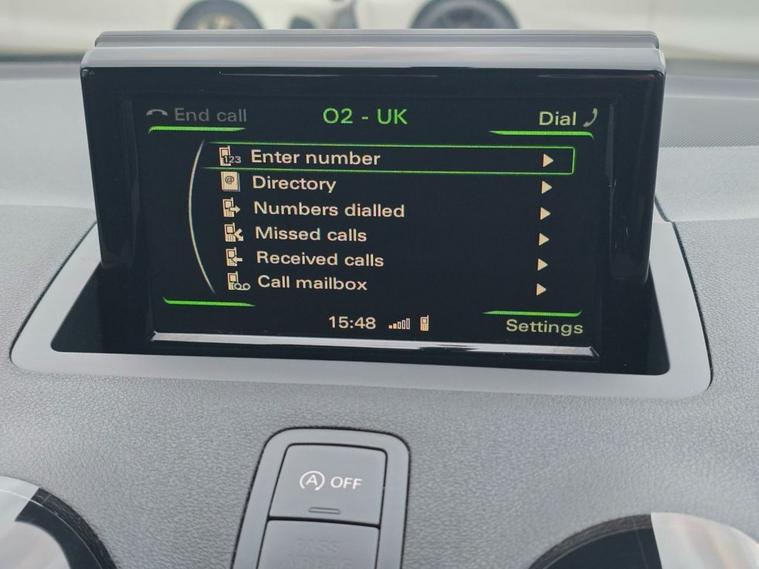 End call
O2 - UK
Dial
123 Enter number
@ Directory
Numbers dialled
Missed calls
Received calls
Call mailbox
15:48
Settings
A OFF